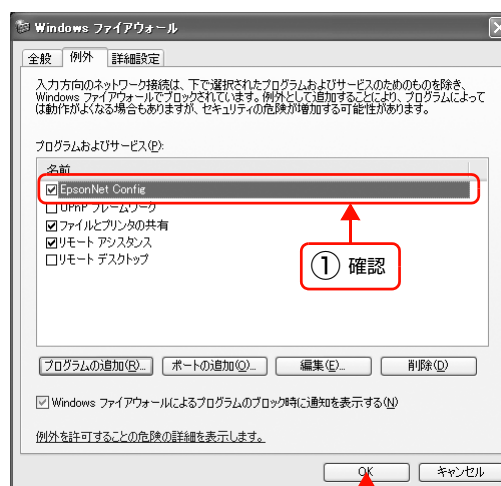 Windows ファイアウォール
全般 例外 詳細設定
入力方向のネットワーク接続は、下で選択されたプログラムおよびサービスのためのものを除き、
Windows ファイアウォールでブロックされています。例外として追加することにより、プログラムによって
は動作がよくなる場合もありますが、セキュリティの危険が増加する可能性があります。
プログラムおよびサービス(P):
名前
EpsonNet Config
UPnP フレームワーク
ファイルとプリンタの共有
リモート アシスタンス
リモート デスクトップ
① 確認
プログラムの追加(R)... ポートの追加(O)... 編集(E)... 削除(D)
Windows ファイアウォールによるプログラムのブロック時に通知を表示する(N)
例外を許可することの危険の詳細を表示します。
OK キャンセル